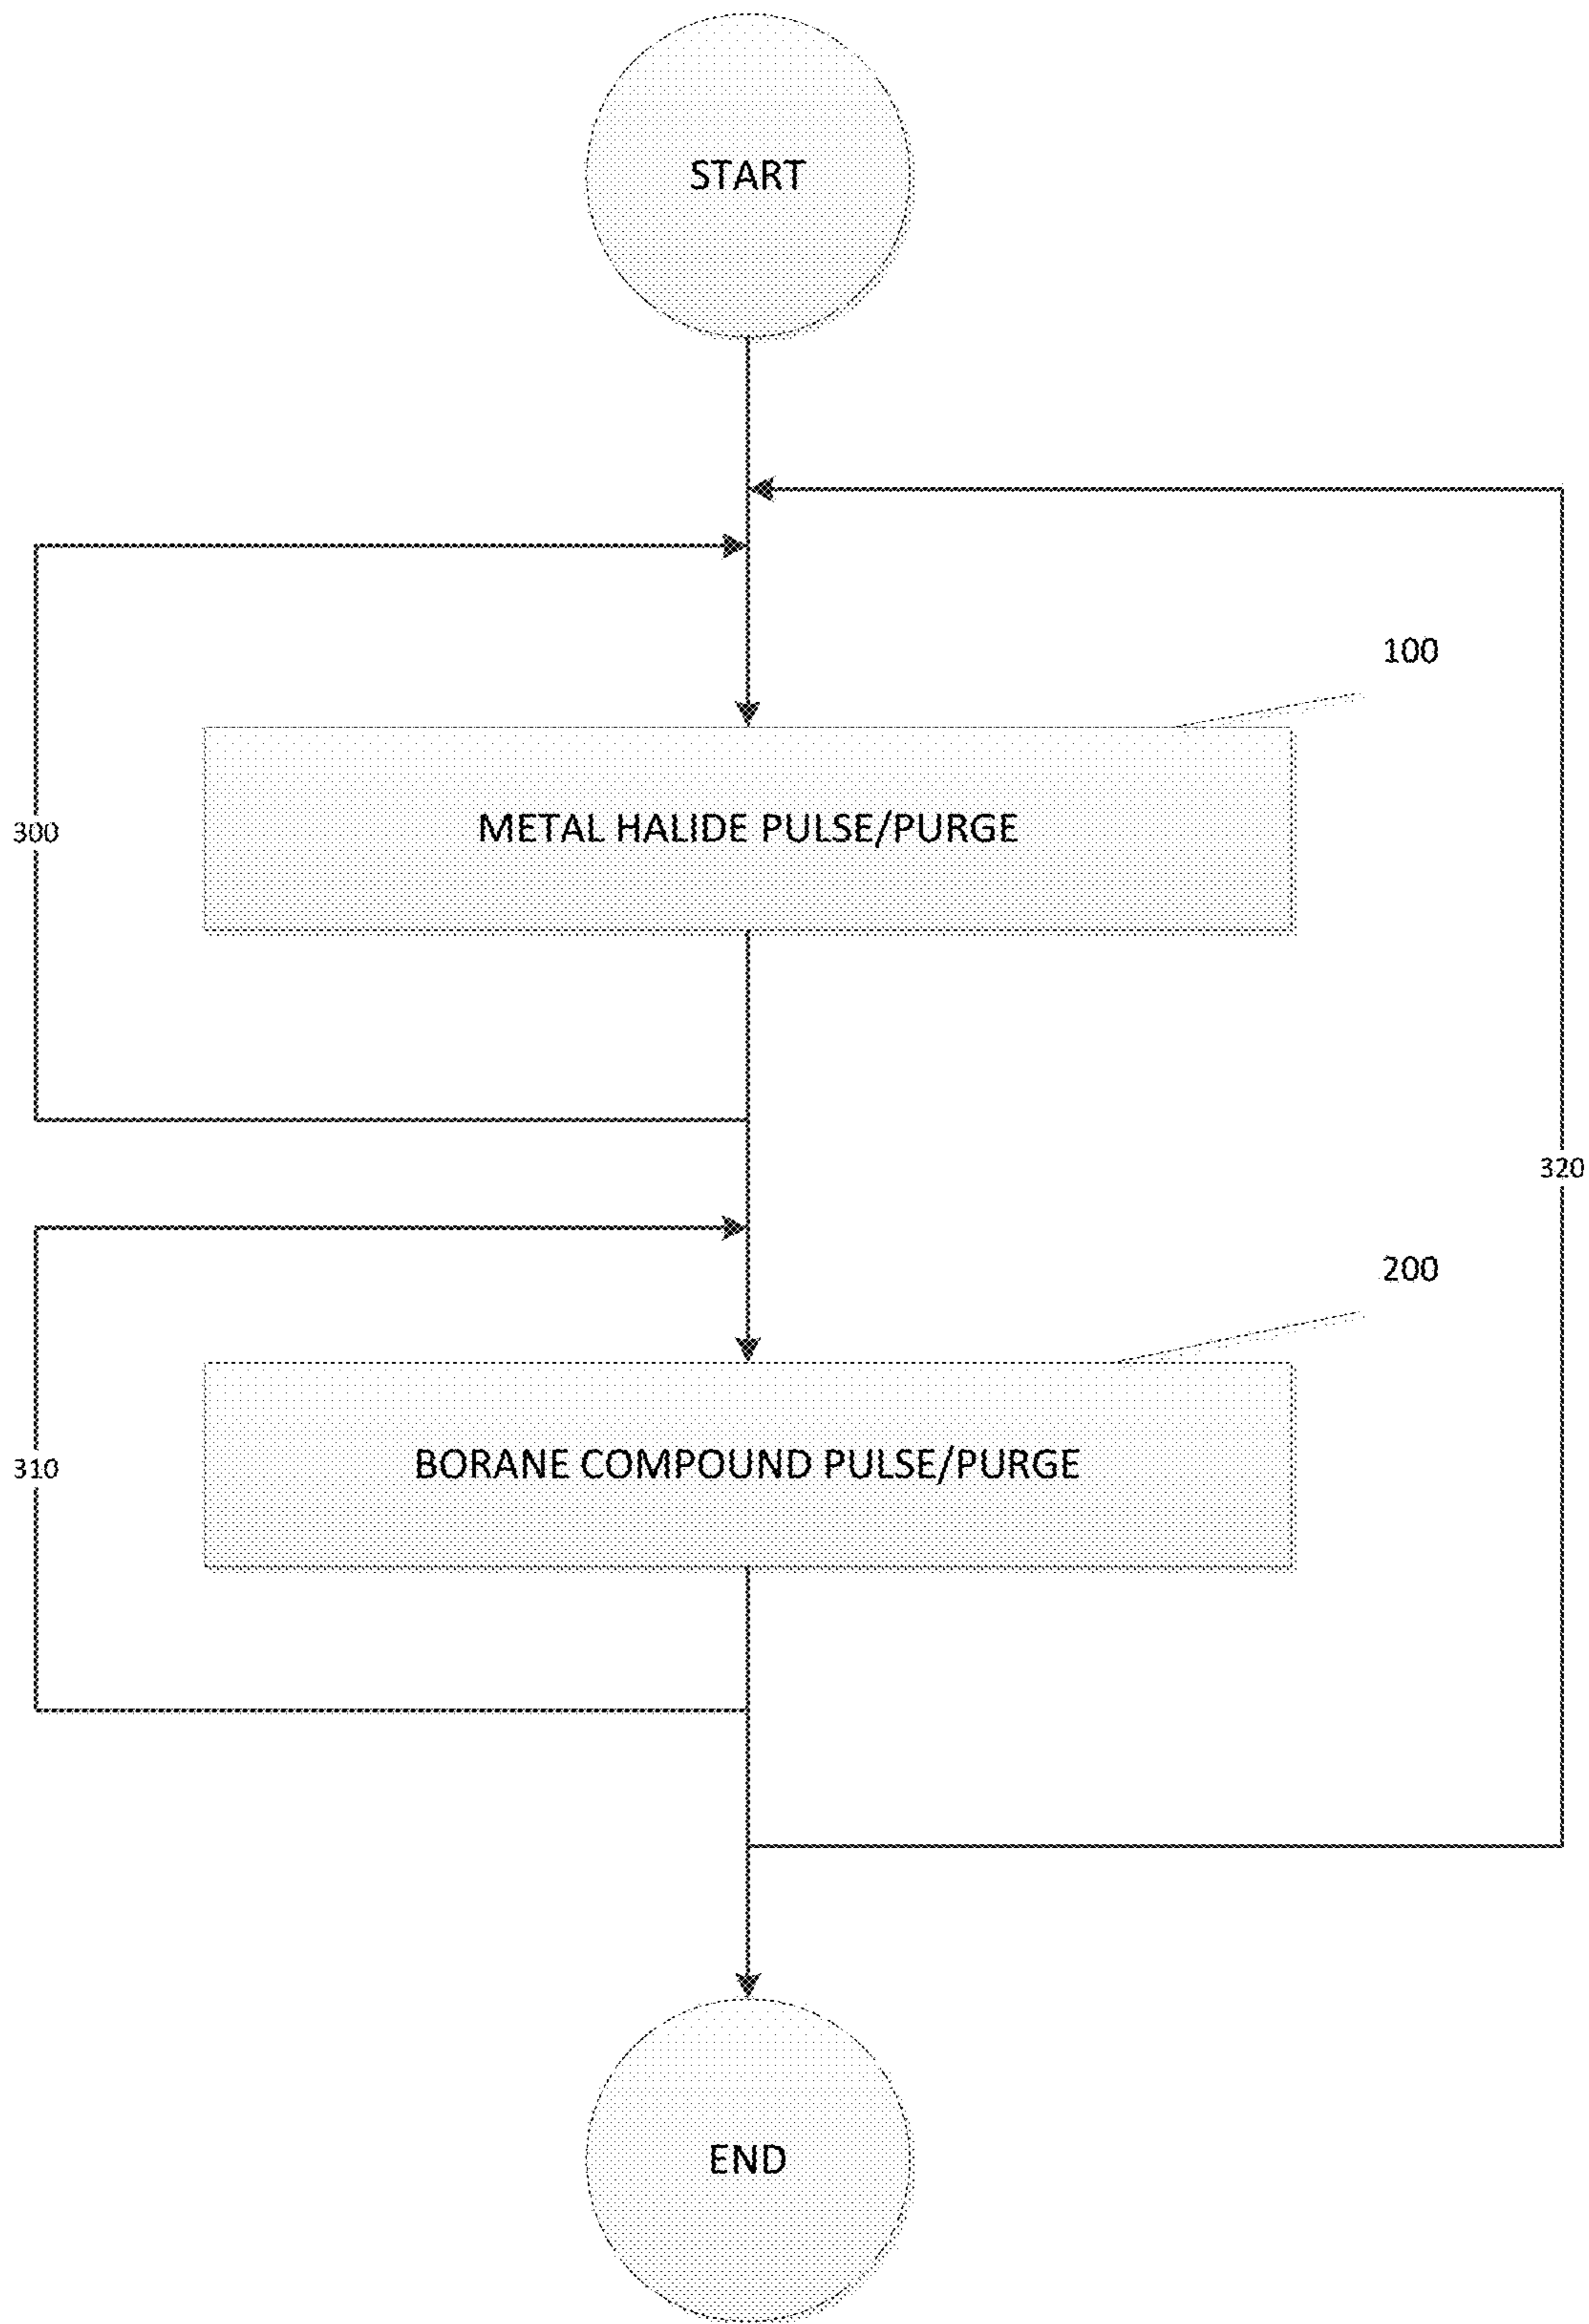 START
100
METAL HALIDE PULSE/PURGE
300
320
200
BORANE COMPOUND PULSE/PURGE
310
END